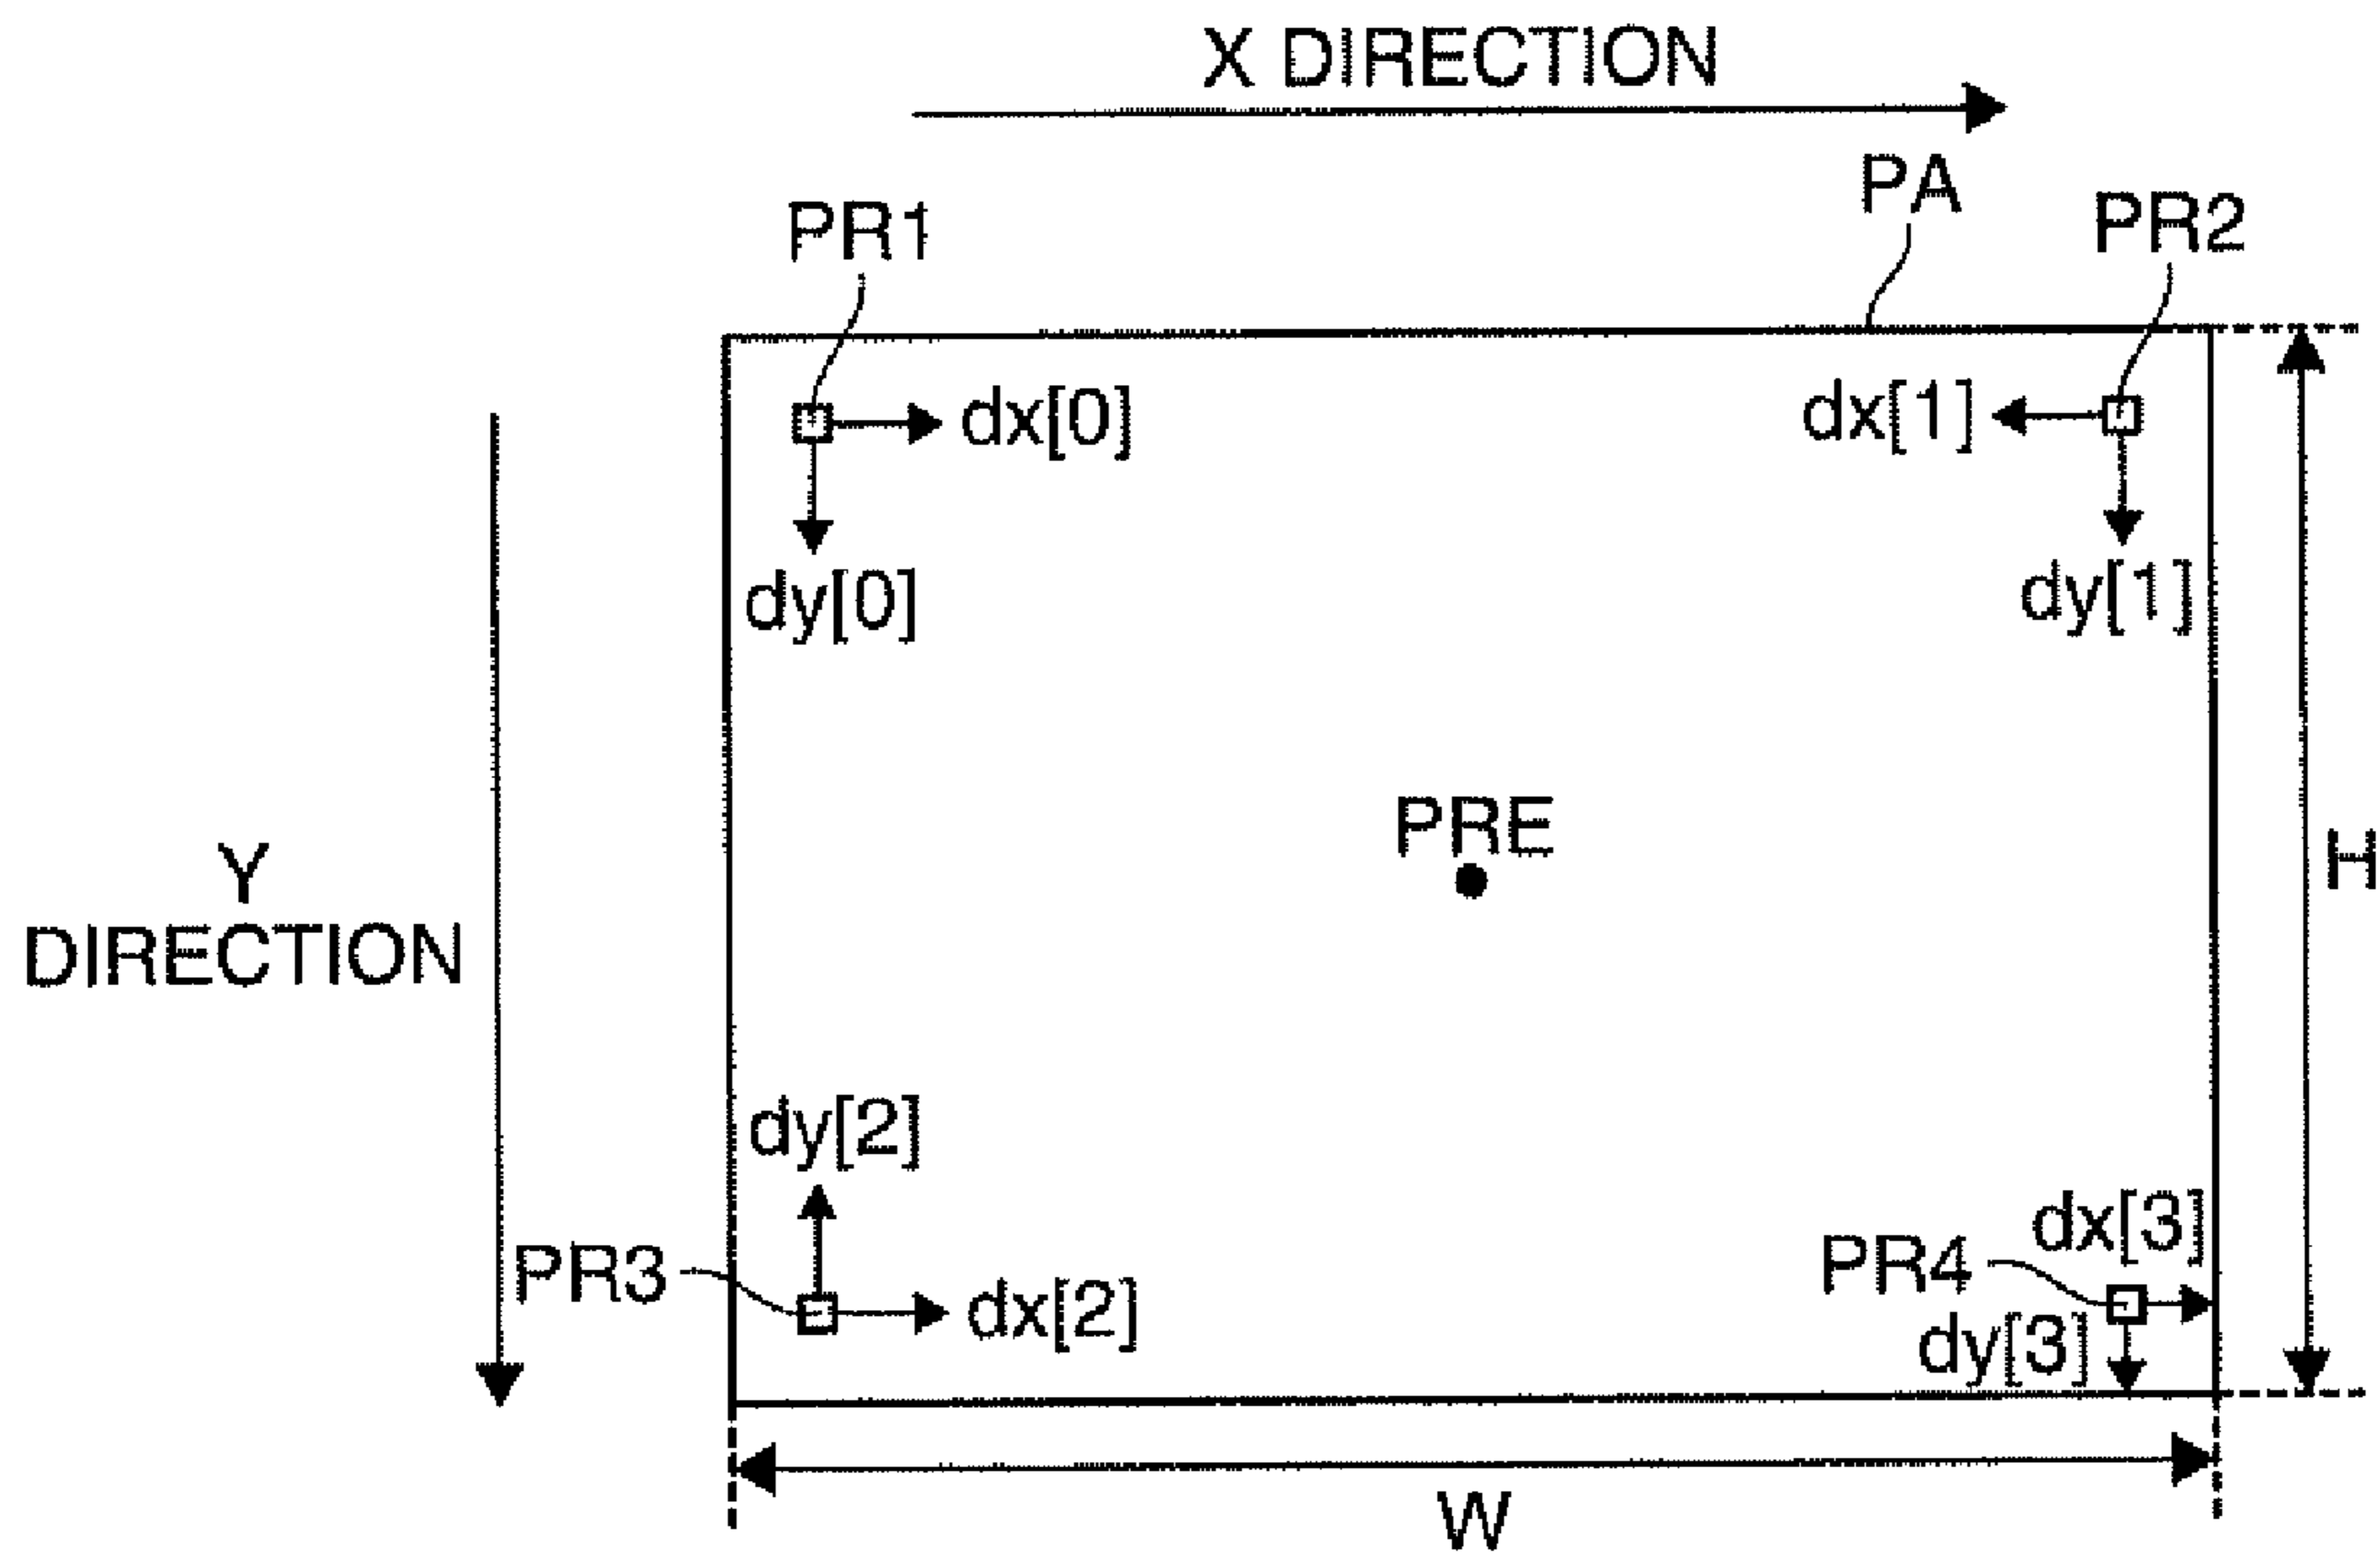 X DIRECTION
PA
PR1
PR2
dx[0]
dx[1]
dy[0]
dy[1]
PRE
Y
DIRECTION
H
dy[2]
dx[3]
PR3
PR4
dx[2]
dy[3]
W